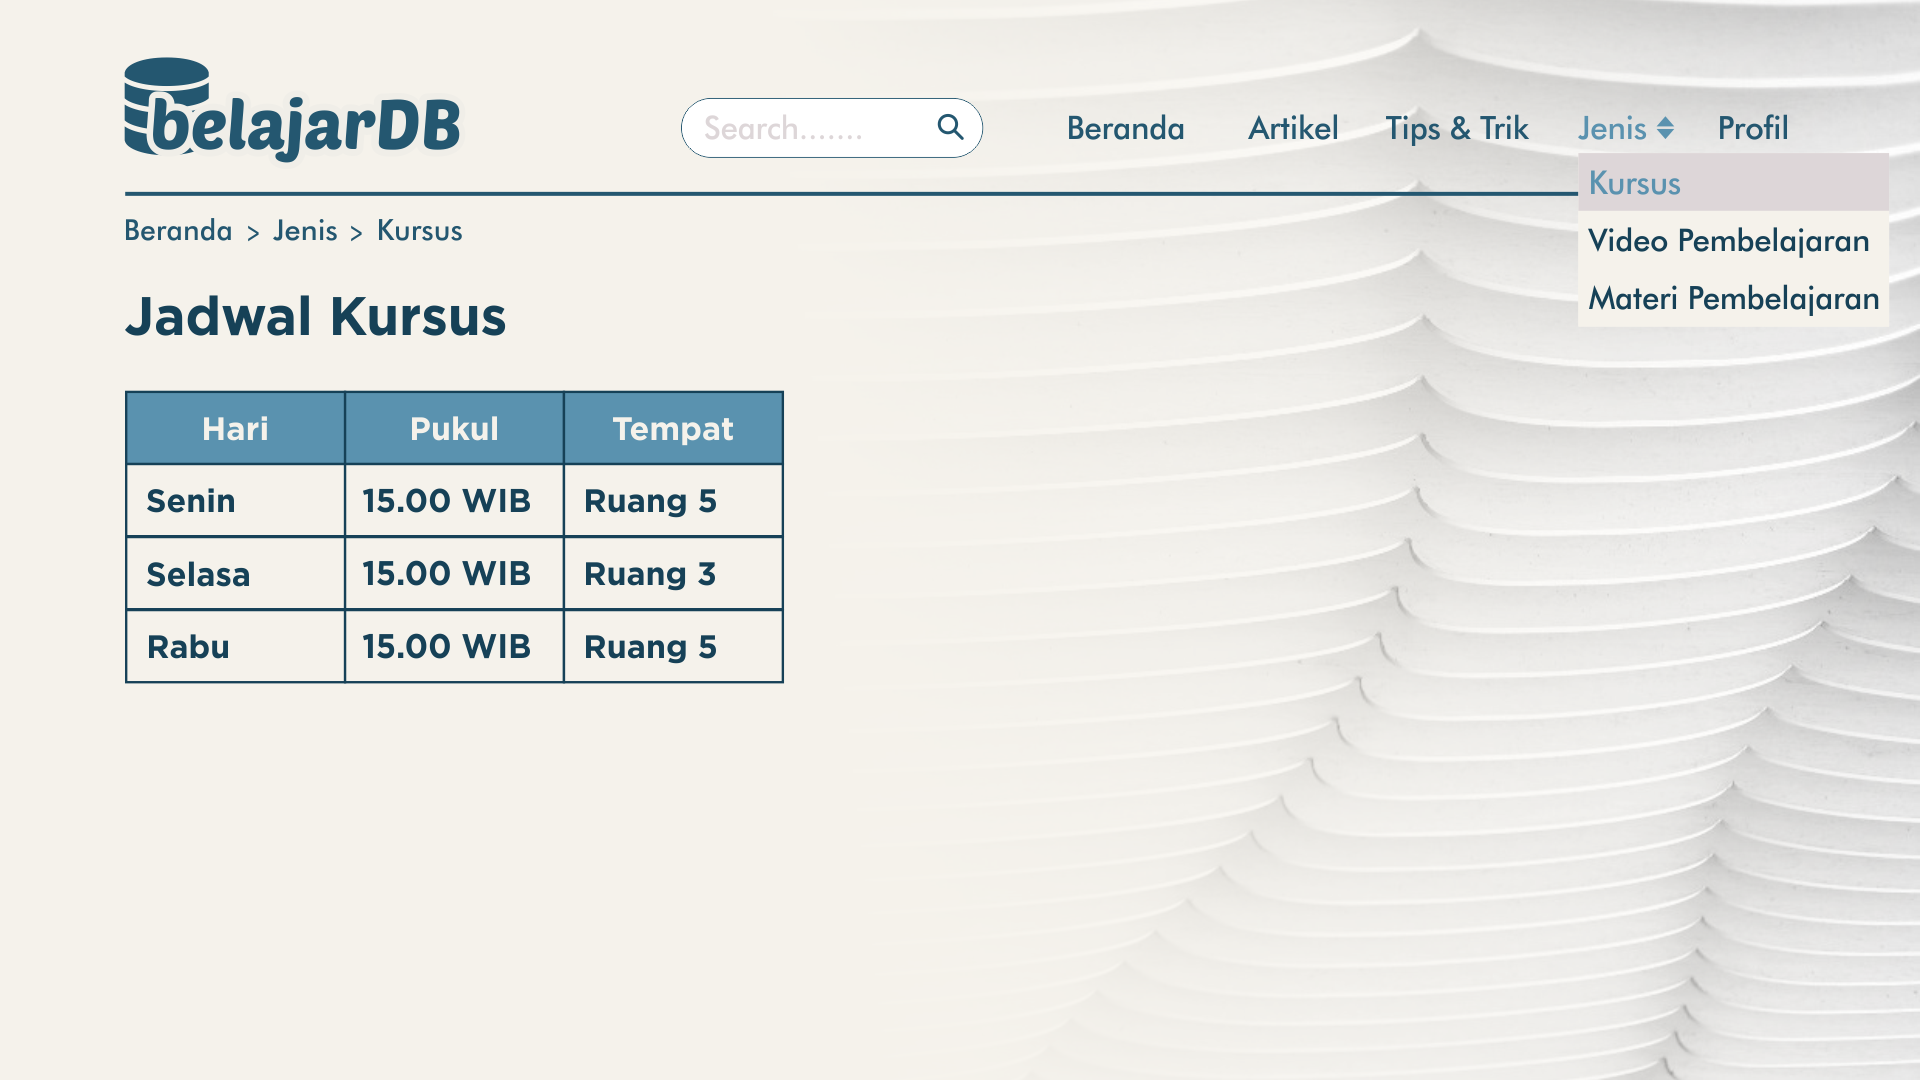 belajarDB
Search.......
Beranda Artikel Tips & Trik Jenis Profil
Kursus
Video Pembelajaran
Materi Pembelajaran
Beranda > Jenis > Kursus
Jadwal Kursus
Hari Pukul Tempat
Senin 15.00 WIB Ruang 5
Selasa 15.00 WIB Ruang 3
Rabu 15.00 WIB Ruang 5